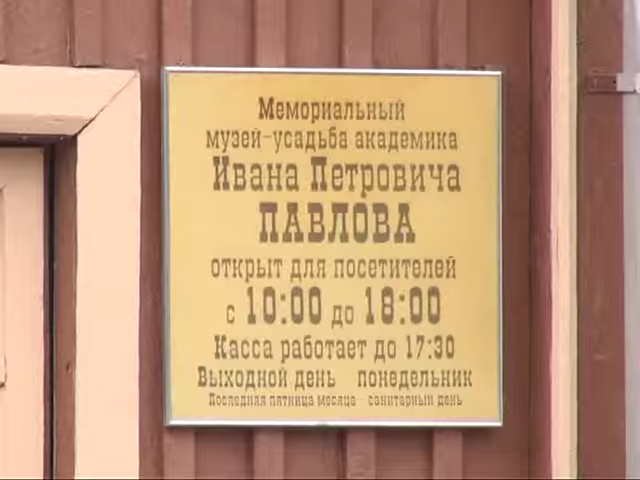 Мемориальный
музей-усадьба академика
Ивана Петровича
ПАВЛОВА
открыт для посетителей
с 10:00 до 18:00
Касса работает до 17:30
Выходной день понедельник
Последняя пятница месяца - санитарный день